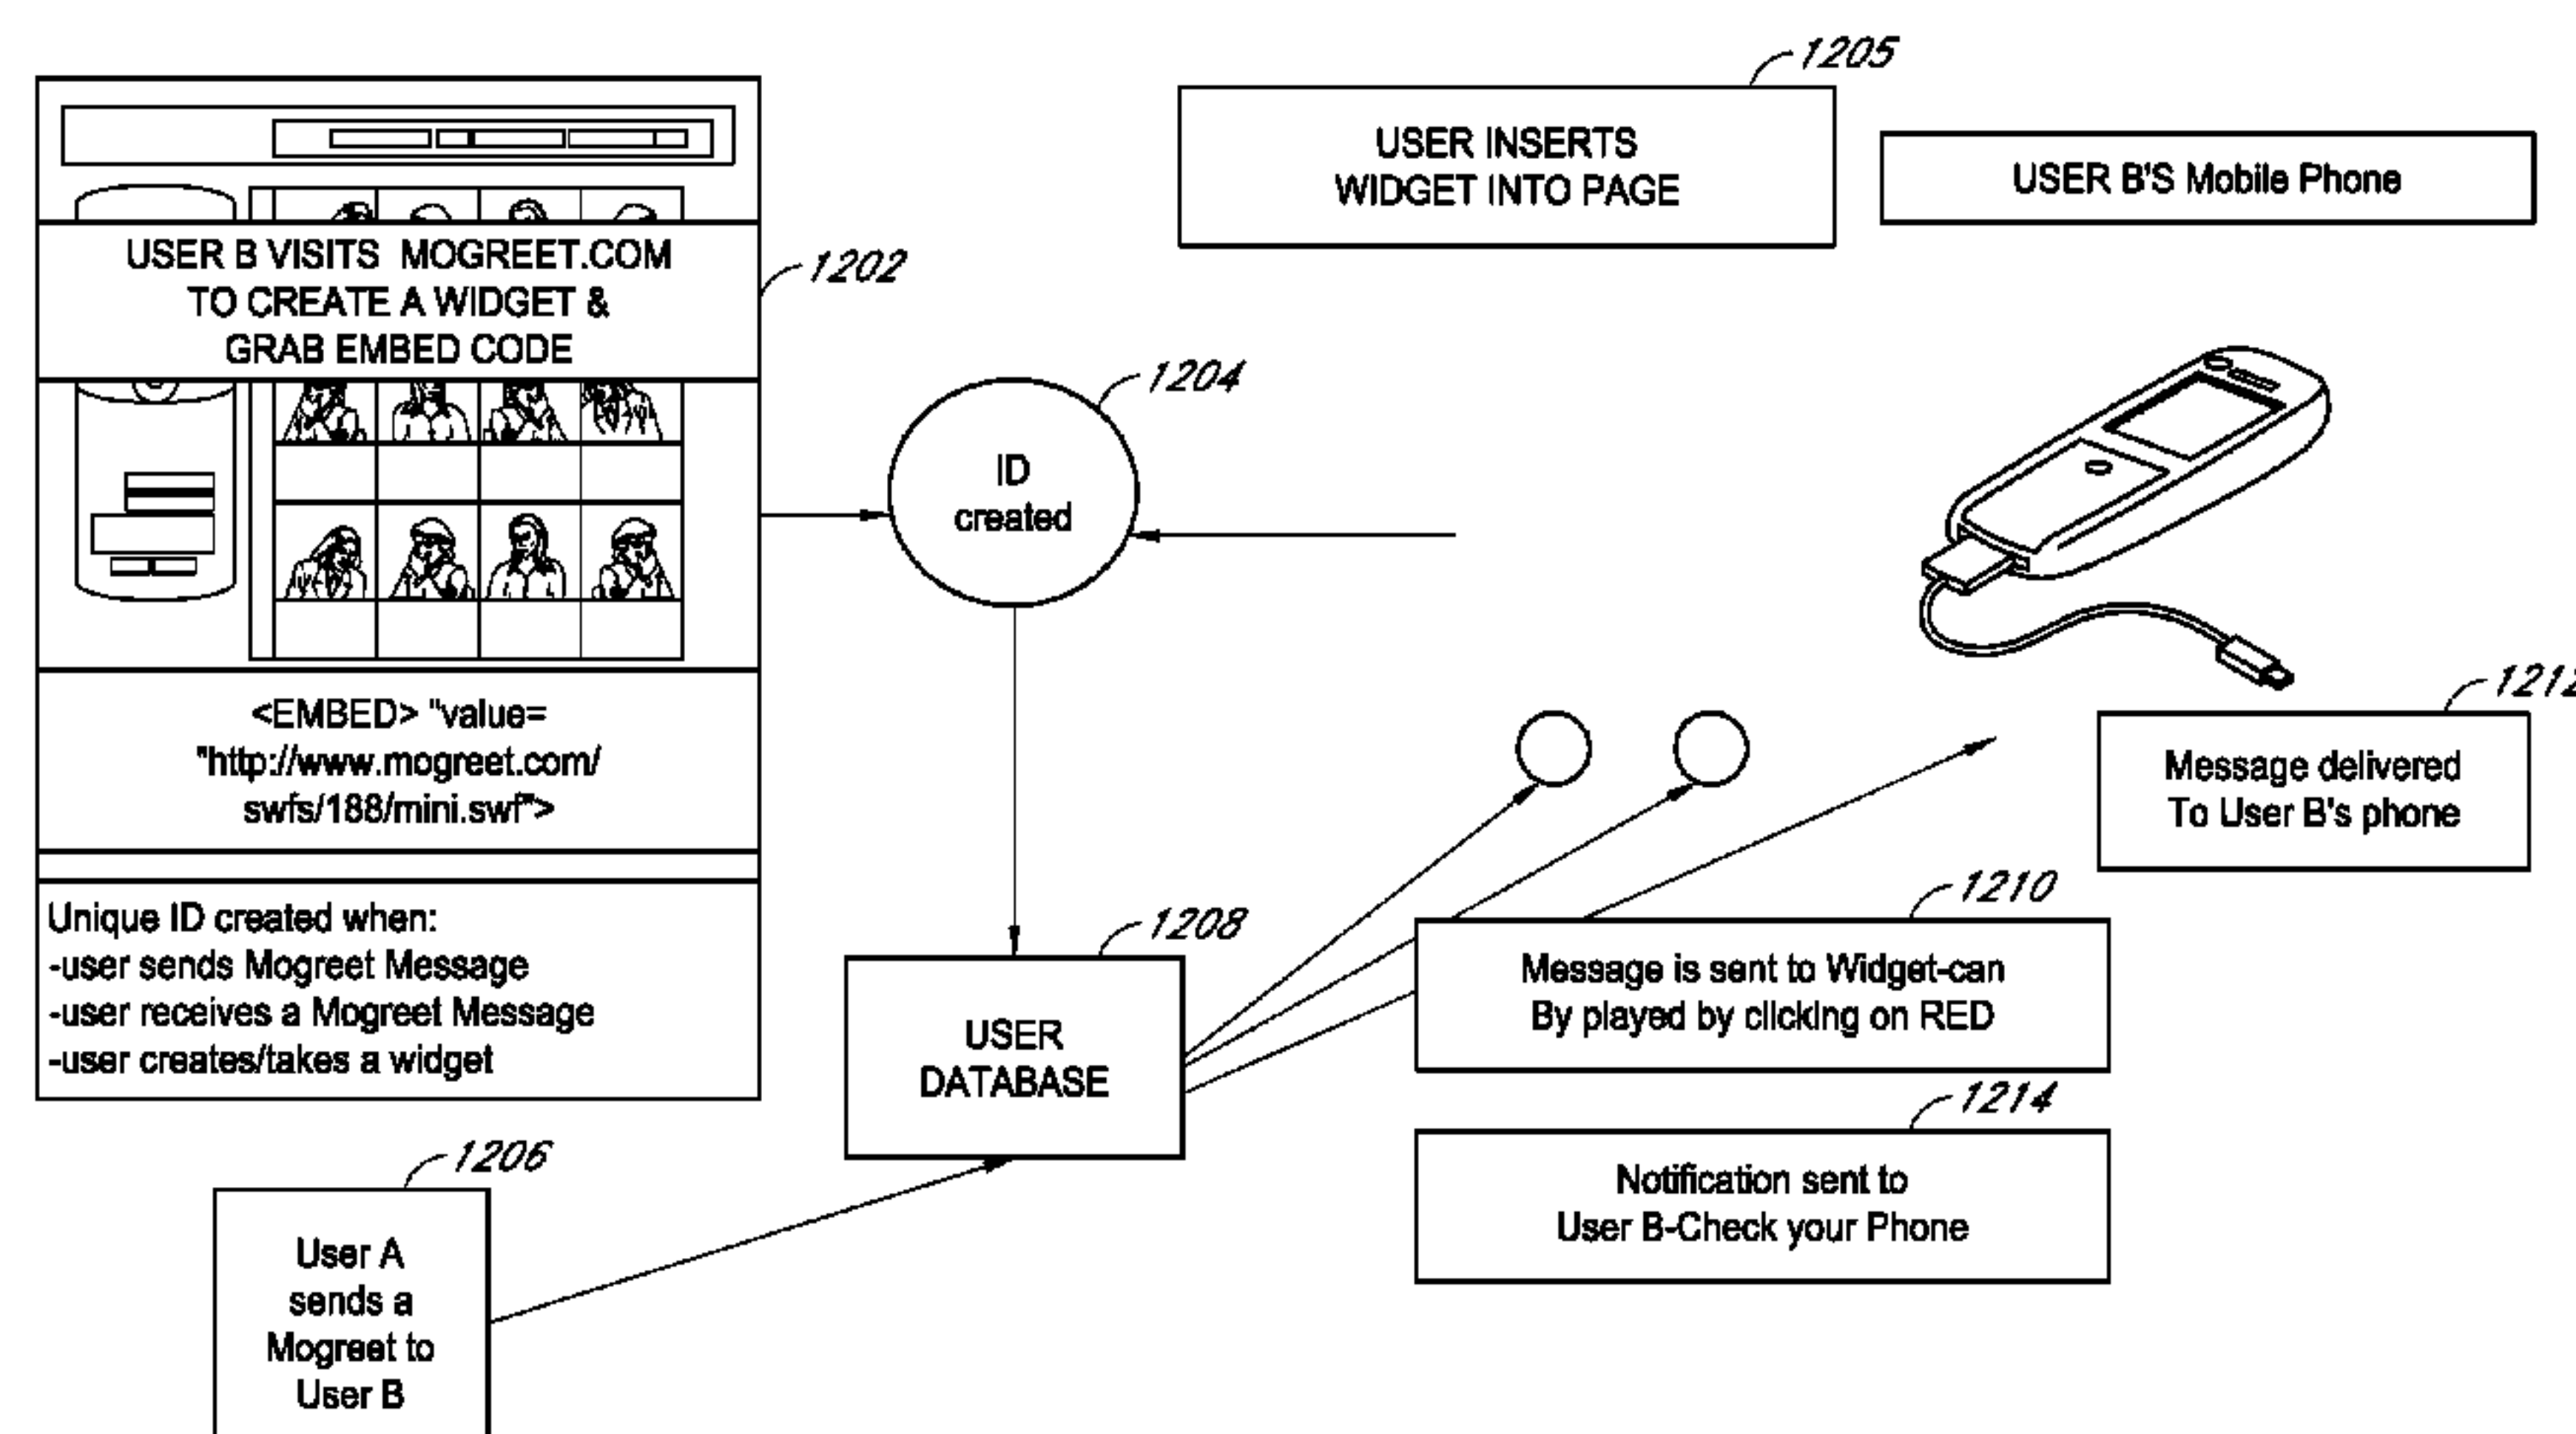 1205
USER INSERTS
WIDGET INTO PAGE
USER B'S Mobile Phone
USER B VISITS MOGREET.COM
TO CREATE A WIDGET &
GRAB EMBED CODE
1202
1204
ID
created
<EMBED> "value=
"http://www.mogreet.com/
swfs/188/mini.swf">
Unique ID created when:
-user sends Mogreet Message
-user receives a Mogreet Message
-user creates/takes a widget
1212
Message delivered
To User B's phone
1208
USER
DATABASE
1210
Message is sent to Widget-can
By played by clicking on RED
1214
Notification sent to
User B-Check your Phone
1206
User A
sends a
Mogreet to
User B